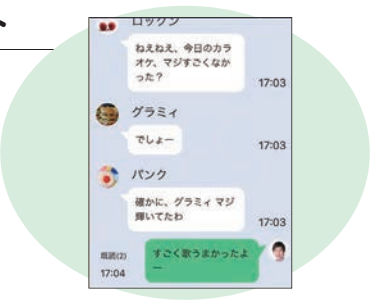 ロックン
ねえねえ、今日のカラ
オケ、マジすごくなか
った?
17:03
グラミィ
でしょー
17:03
パンク
確かに、グラミィ マジ
輝いてたわ
17:03
既読(2)
17:04
すごく歌うまかったよ
ー